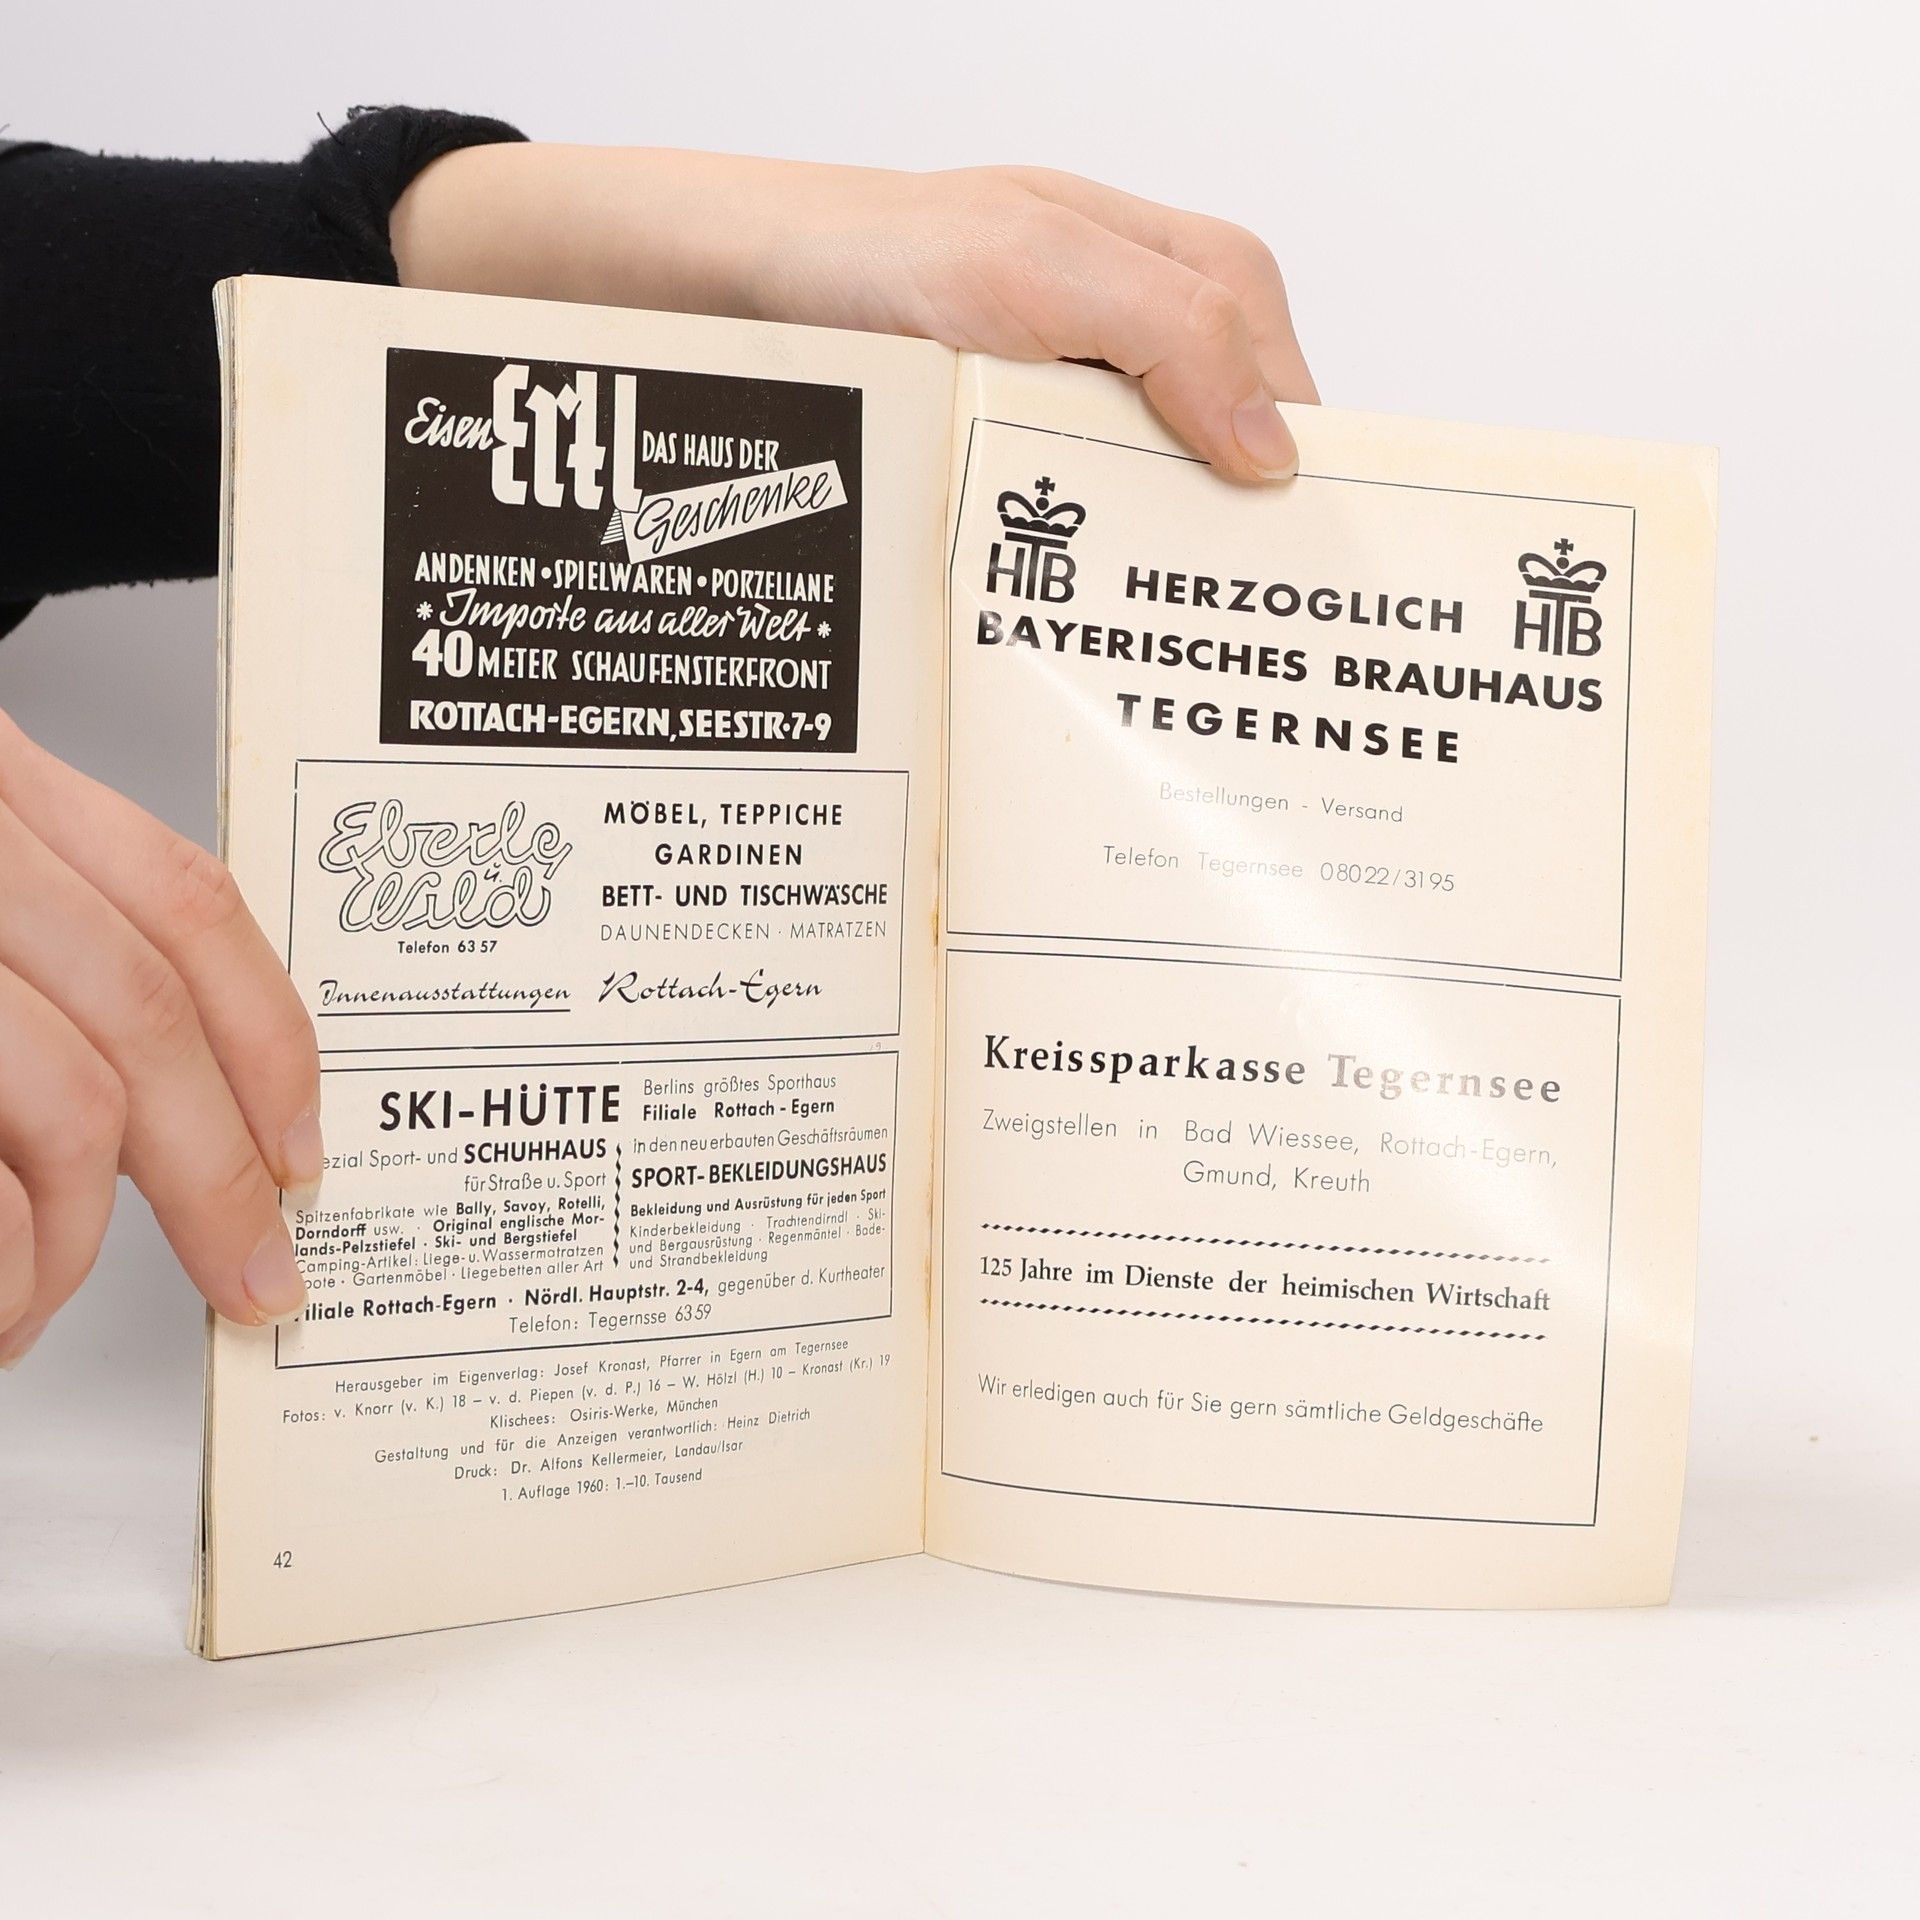 Eisen Ertl DAS HAUS DER
Geschenke
ANDENKEN • SPIELWAREN • PORZELLANE
* Importe aus aller Welt *
40 METER SCHAUFENSTERFRONT
ROTTACH-EGERN, SEESTR. 7-9
Eberle
u.
Wild
Telefon 63 57
Innenausstattungen
MÖBEL, TEPPICHE
GARDINEN
BETT- UND TISCHWÄSCHE
DAUNENDECKEN · MATRATZEN
Rottach-Egern
SKI-HÜTTE
Berlins größtes Sporthaus
Filiale Rottach - Egern
ezial Sport- und SCHUHHAUS
für Straße u. Sport
Spitzenfabrikate wie Bally, Savoy, Rotelli,
Dorndorff usw. · Original englische Mor-
lands-Pelzstiefel · Ski- und Bergstiefel
Camping-Artikel: Liege- u. Wassermatratzen
oote · Gartenmöbel · Liegebetten aller Art
in den neuerbauten Geschäftsräumen
SPORT-BEKLEIDUNGSHAUS
Bekleidung und Ausrüstung für jeden Sport
Kinderbekleidung · Trachtendirndl · Ski-
und Bergausrüstung · Regenmäntel · Bade-
und Strandbekleidung
iliale Rottach-Egern · Nördl. Hauptstr. 2-4, gegenüber d. Kurtheater
Telefon: Tegernsse 63 59
Herausgeber im Eigenverlag: Josef Kronast, Pfarrer in Egern am Tegernsee
Fotos: v. Knorr (v. K.) 18 – v. d. Piepen (v. d. P.) 16 – W. Hölzl (H.) 10 – Kronast (Kr.) 19
Klischees: Osiris-Werke, München
Gestaltung und für die Anzeigen verantwortlich: Heinz Dietrich
Druck: Dr. Alfons Kellermeier, Landau/Isar
1. Auflage 1960: 1.–10. Tausend
42
HTB HTB
HERZOGLICH
BAYERISCHES BRAUHAUS
TEGERNSEE
Bestellungen - Versand
Telefon Tegernsee 08022/3195
Kreissparkasse Tegernsee
Zweigstellen in Bad Wiessee, Rottach-Egern,
Gmund, Kreuth
125 Jahre im Dienste der heimischen Wirtschaft
Wir erledigen auch für Sie gern sämtliche Geldgeschäfte